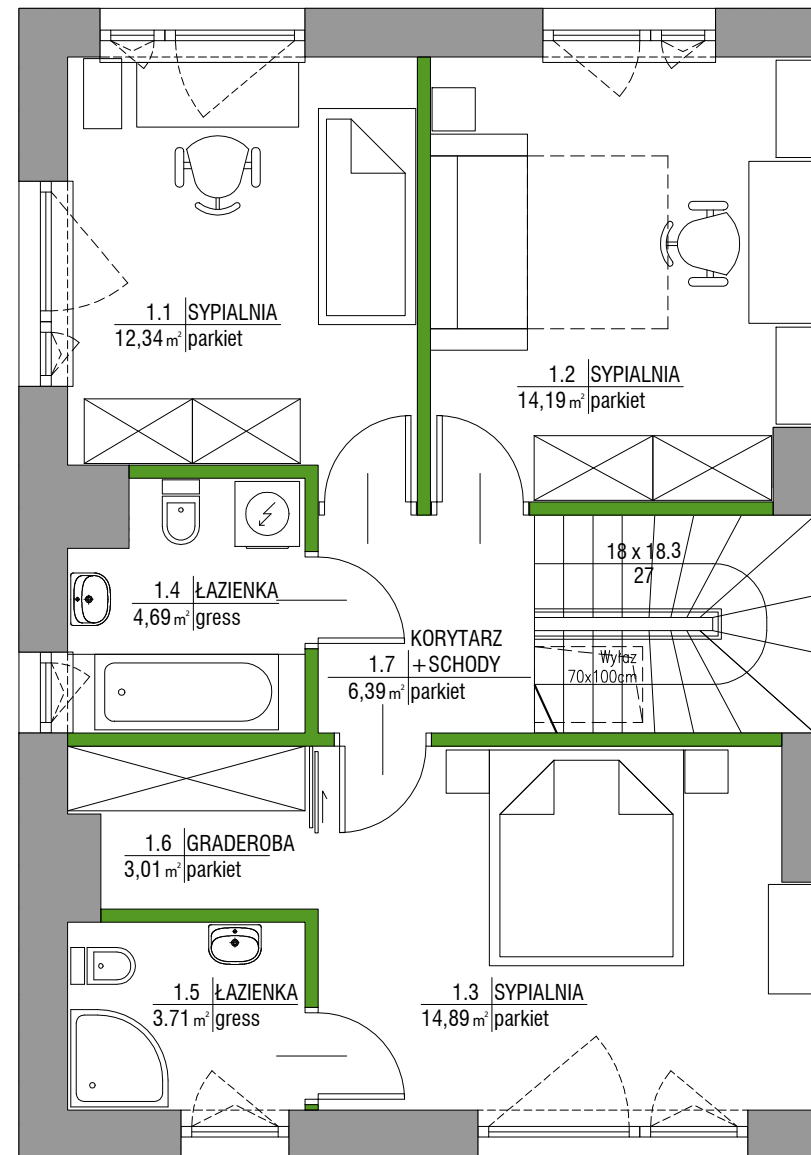 1.1 SYPIALNIA
12,34 m² parkiet
1.2 SYPIALNIA
14,19 m² parkiet
18 x 18.3
27
1.4 ŁAZIENKA
4,69 m² gress
KORYTARZ
1.7 +SCHODY
6,39 m² parkiet
Wyłaz
70x100cm
1.6 GRADEROBA
3,01 m² parkiet
1.5 ŁAZIENKA
3.71 m² gress
1.3 SYPIALNIA
14,89 m² parkiet